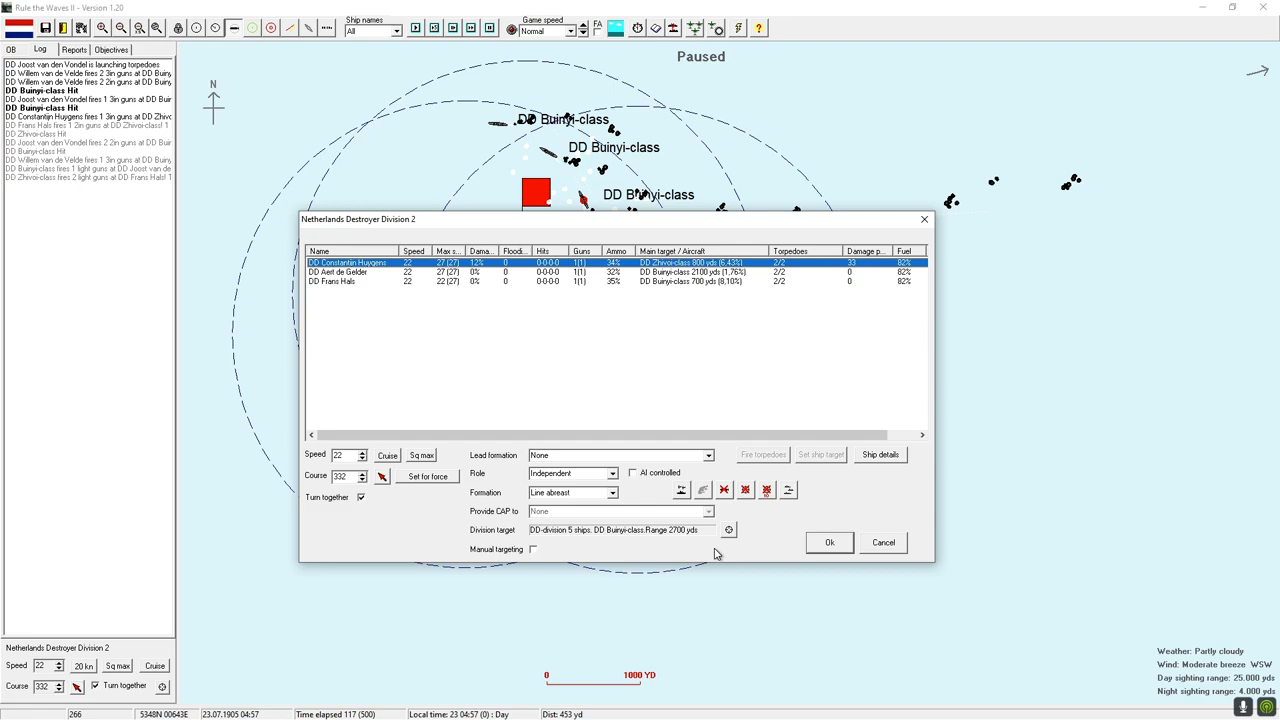 Rule the Waves II - Version 1.20
Ship names
All
Game speed
Normal
FA
OB
Log
Reports
Objectives
Paused
N
DD Joost van den Vondel is launching torpedoes
DD Willem van de Velde fires 2 3in guns at DD Buiny
DD Willem van de Velde fires 2 2in guns at DD Buiny
DD Buinyi-class Hit
DD Joost van den Vondel fires 1 3in guns at DD Buir
DD Buinyi-class Hit
DD Constantijn Huygens fires 1 3in guns at DD Zhivo
DD Frans Hals fires 1 2in guns at DD Zhivoi-class! 1
DD Zhivoi-class Hit
DD Joost van den Vondel fires 2 2in guns at DD Buir
DD Buinyi-class Hit
DD Willem van de Velde fires 1 3in guns at DD Buiny
DD Buinyi-class fires 1 light guns at DD Joost van den
DD Zhivoi-class fires 2 light guns at DD Frans Hals! 1
DD Buinyi-class
DD Buinyi-class
DD Buinyi-class
Netherlands Destroyer Division 2
Name Speed Max s... Dama... Floodi... Hits Guns Ammo Main target / Aircraft Torpedoes Damage p... Fuel
DD Constantijn Huygens 22 27 (27) 12% 0 0-0-0-0 1(1) 34% DD Zhivoi-class 800 yds (6,43%) 2/2 33 82%
DD Aert de Gelder 22 27 (27) 0% 0 0-0-0-0 1(1) 32% DD Buinyi-class 2100 yds (1,76%) 2/2 0 82%
DD Frans Hals 22 22 (27) 0% 0 0-0-0-0 1(1) 35% DD Buinyi-class 700 yds (8,10%) 2/2 0 82%
Speed 22 Cruise Sq max
Course 332 Set for force
Turn together
Lead formation None
Role Independent AI controlled
Formation Line abreast
Provide CAP to None
Division target DD-division 5 ships. DD Buinyi-class.Range 2700 yds
Manual targeting
Fire torpedoes Set ship target Ship details
Ok Cancel
Netherlands Destroyer Division 2
Speed 22 20 kn Sq max Cruise
Course 332 Turn together
0 1000 YD
Weather: Partly cloudy
Wind: Moderate breeze WSW
Day sighting range: 25.000 yds
Night sighting range: 4.000 yds
266 5348N 00643E 23.07.1905 04:57 Time elapsed 117 (500) Local time: 23 04:57 (0) : Day Dist: 453 yd